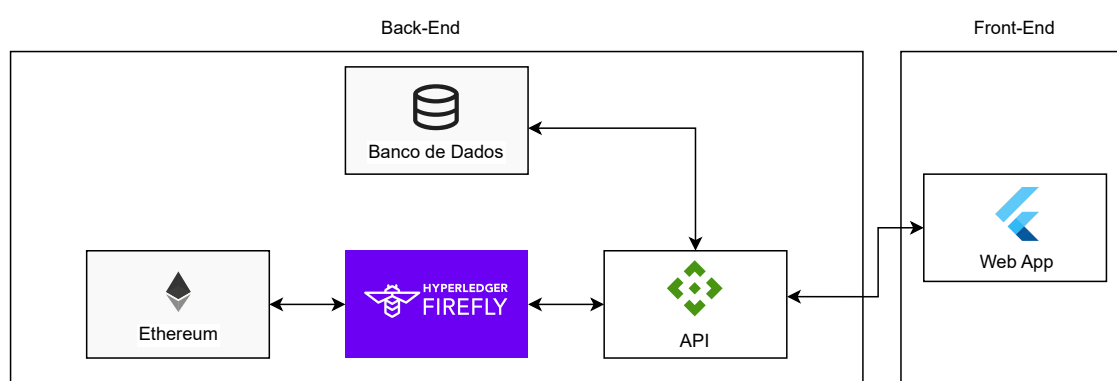 Back-End
Front-End
Banco de Dados
Web App
HYPERLEDGER
FIREFLY
Ethereum
API